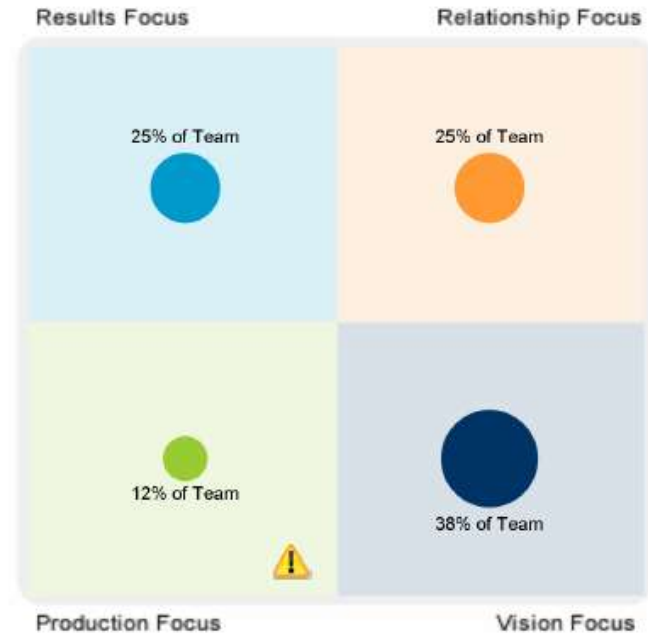 Results Focus
Relationship Focus
25% of Team
25% of Team
12% of Team
38% of Team
Production Focus
Vision Focus